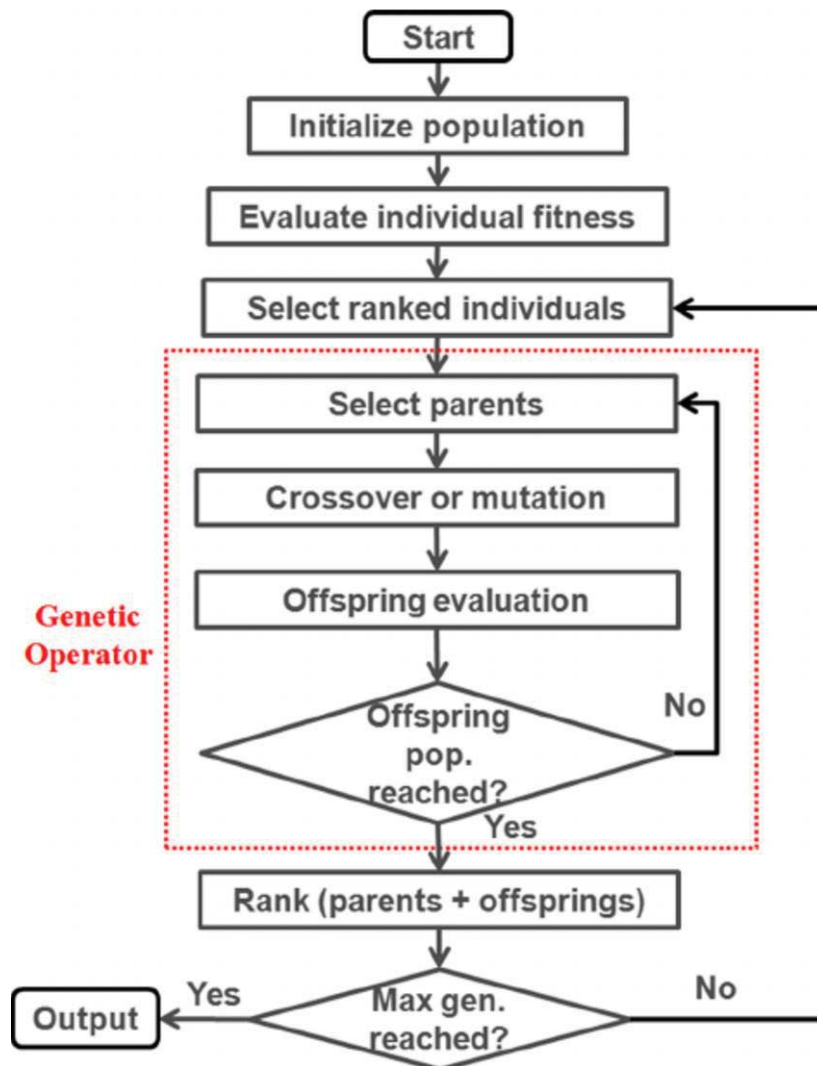 Start
Initialize population
Evaluate individual fitness
Select ranked individuals
Select parents
Crossover or mutation
Offspring evaluation
Genetic
Operator
Offspring
pop.
reached?
No
Yes
Rank (parents + offsprings)
Max gen.
reached?
Yes
No
Output